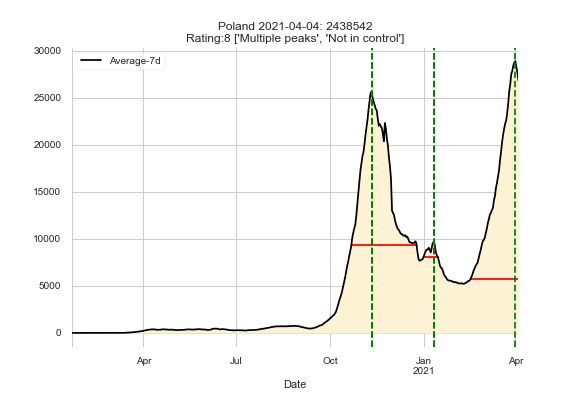 Poland 2021-04-04: 2438542
Rating:8 ['Multiple peaks', 'Not in control']
Average-7d
30000
25000
20000
15000
10000
5000
0
Apr
Jul
Oct
Jan
2021
Apr
Date